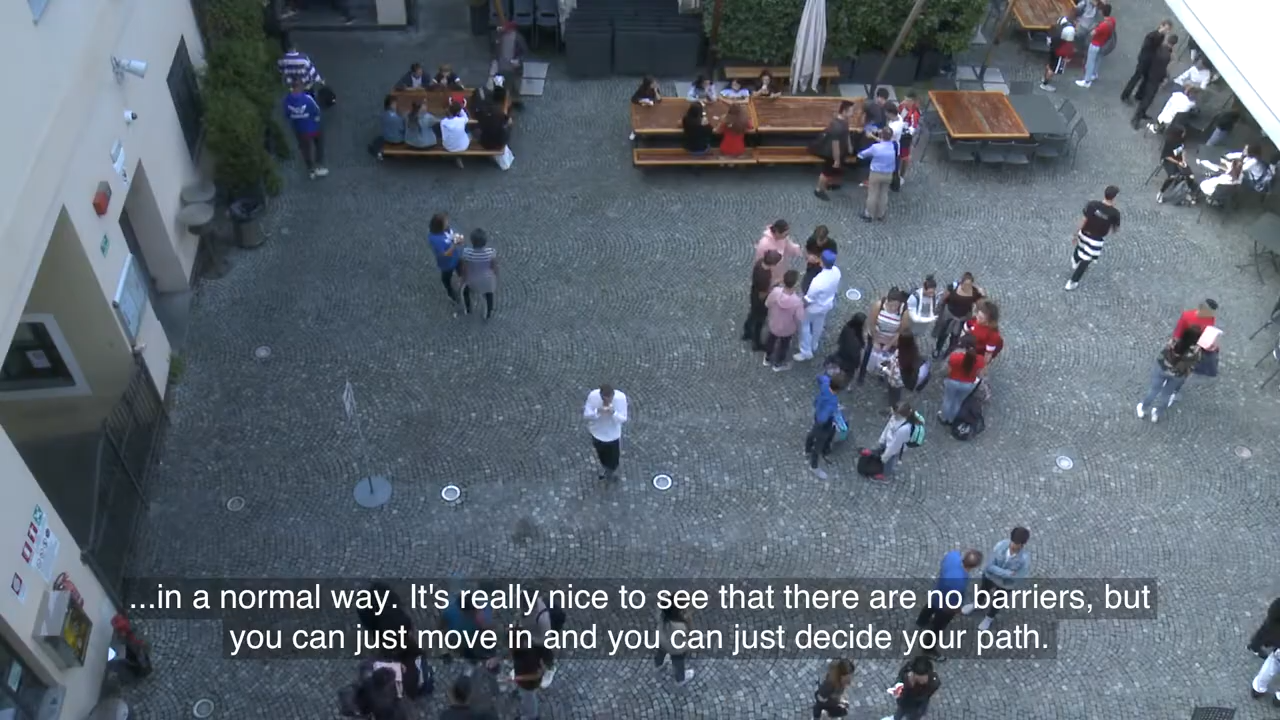 ...in a normal way. It's really nice to see that there are no barriers, but
you can just move in and you can just decide your path.